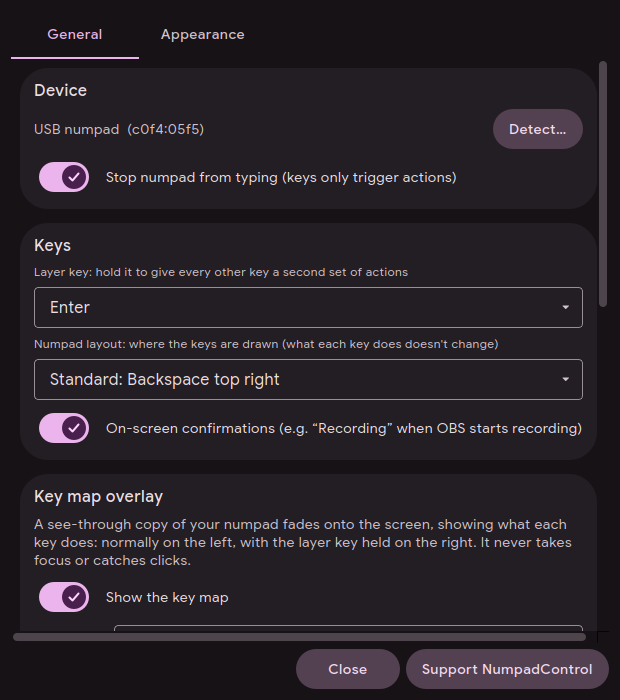 General
Appearance
Device
USB numpad (c0f4:05f5)
Detect...
Stop numpad from typing (keys only trigger actions)
Keys
Layer key: hold it to give every other key a second set of actions
Enter
Numpad layout: where the keys are drawn (what each key does doesn't change)
Standard: Backspace top right
On-screen confirmations (e.g. “Recording” when OBS starts recording)
Key map overlay
A see-through copy of your numpad fades onto the screen, showing what each
key does: normally on the left, with the layer key held on the right. It never takes
focus or catches clicks.
Show the key map
Close
Support NumpadControl